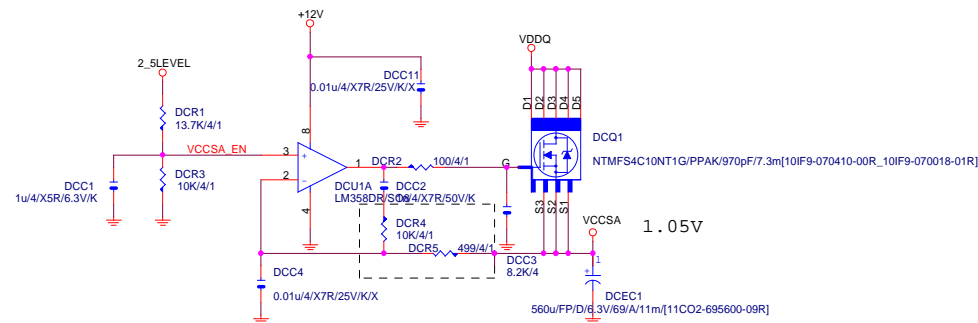 +12V
VDDQ
2_5LEVEL
DCC11
0.01u/4/X7R/25V/K/X
D1
D2
D3
D4
D5
DCR1
13.7K/4/1
8
DCQ1
VCCSA_EN
3
+
1
DCR2
100/4/1
G
NTMFS4C10NT1G/PPAK/970pF/7.3m[10IF9-070410-00R_10IF9-070018-01R]
DCR3
10K/4/1
2
-
DCC1
1u/4/X5R/6.3V/K
DCU1A
LM358DR/SO8
DCC2
/4/X7R/50V/K
4
S3
S2
S1
VCCSA
1.05V
DCR4
10K/4/1
DCR5
499/4/1
DCC3
8.2K/4
DCC4
0.01u/4/X7R/25V/K/X
1
+
DCEC1
560u/FP/D/6.3V/69/A/11m/[11CO2-695600-09R]